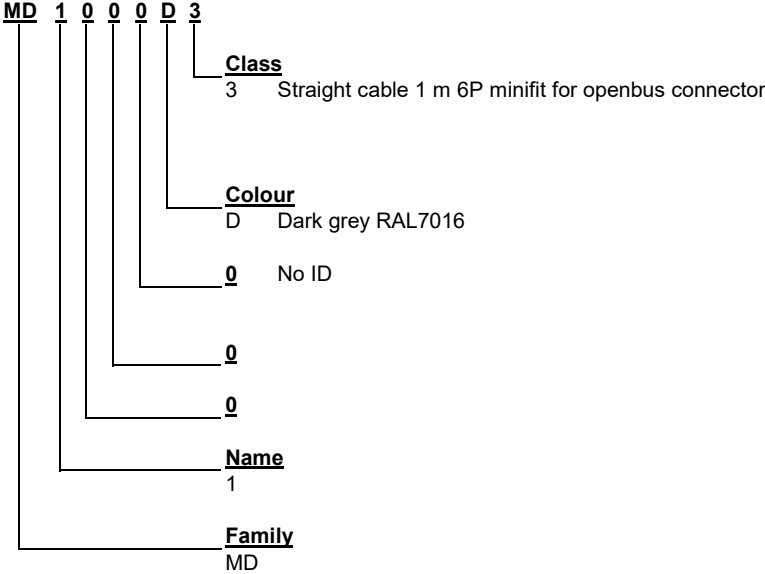 MD 1 0 0 0 D 3
Class
3 Straight cable 1 m 6P minifit for openbus connector
Colour
D Dark grey RAL7016
0 No ID
0
0
Name
1
Family
MD